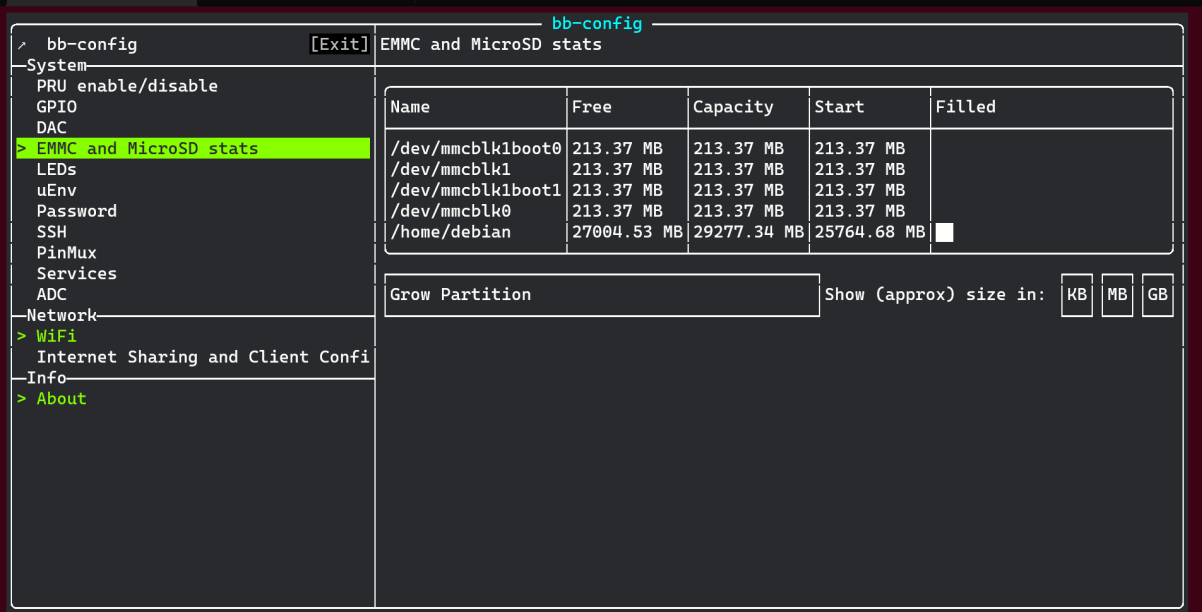 bb-config
bb-config [Exit]
EMMC and MicroSD stats
System
PRU enable/disable
GPIO
DAC
> EMMC and MicroSD stats
LEDs
uEnv
Password
SSH
PinMux
Services
ADC
Network
> WiFi
Internet Sharing and Client Confi
Info
> About
Name Free Capacity Start Filled
/dev/mmcblk1boot0 213.37 MB 213.37 MB 213.37 MB
/dev/mmcblk1 213.37 MB 213.37 MB 213.37 MB
/dev/mmcblk1boot1 213.37 MB 213.37 MB 213.37 MB
/dev/mmcblk0 213.37 MB 213.37 MB 213.37 MB
/home/debian 27004.53 MB 29277.34 MB 25764.68 MB
Grow Partition Show (approx) size in: KB MB GB